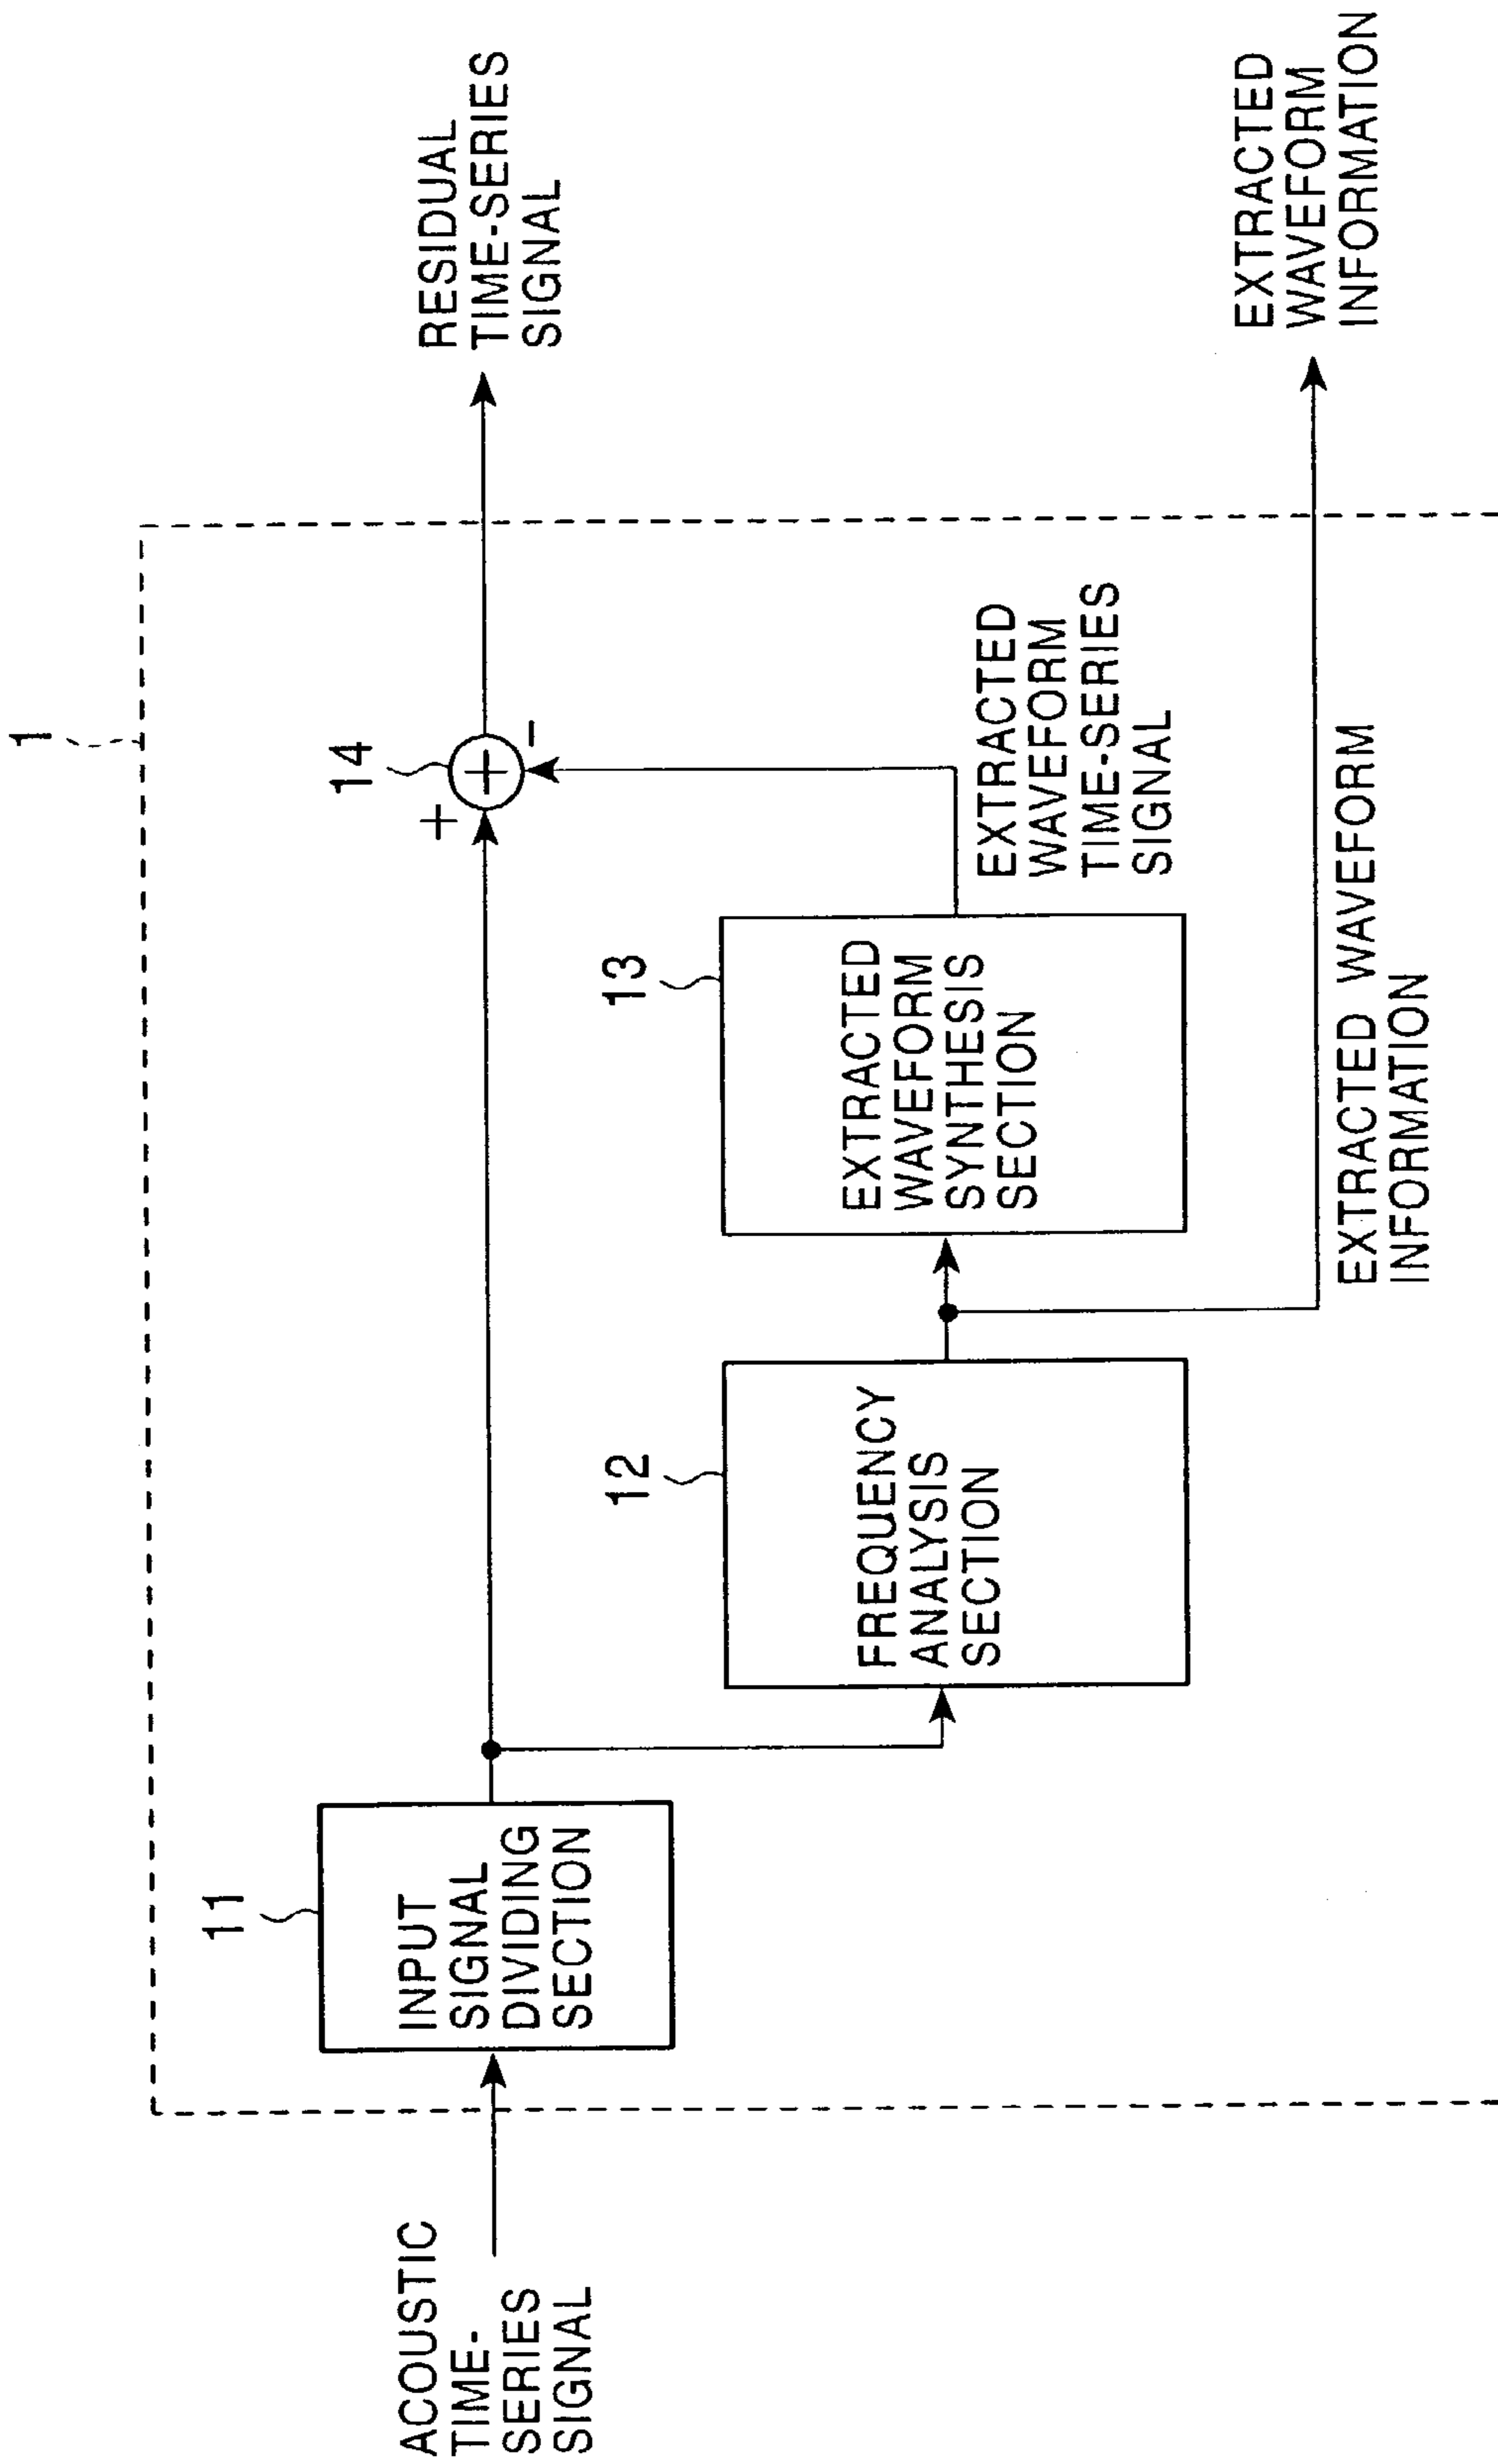 1
ACOUSTIC
TIME-
SERIES
SIGNAL
11
INPUT
SIGNAL
DIVIDING
SECTION
12
FREQUENCY
ANALYSIS
SECTION
13
EXTRACTED
WAVEFORM
SYNTHESIS
SECTION
14
+
+
-
EXTRACTED
WAVEFORM
TIME-SERIES
SIGNAL
RESIDUAL
TIME-SERIES
SIGNAL
EXTRACTED WAVEFORM
INFORMATION
EXTRACTED
WAVEFORM
INFORMATION